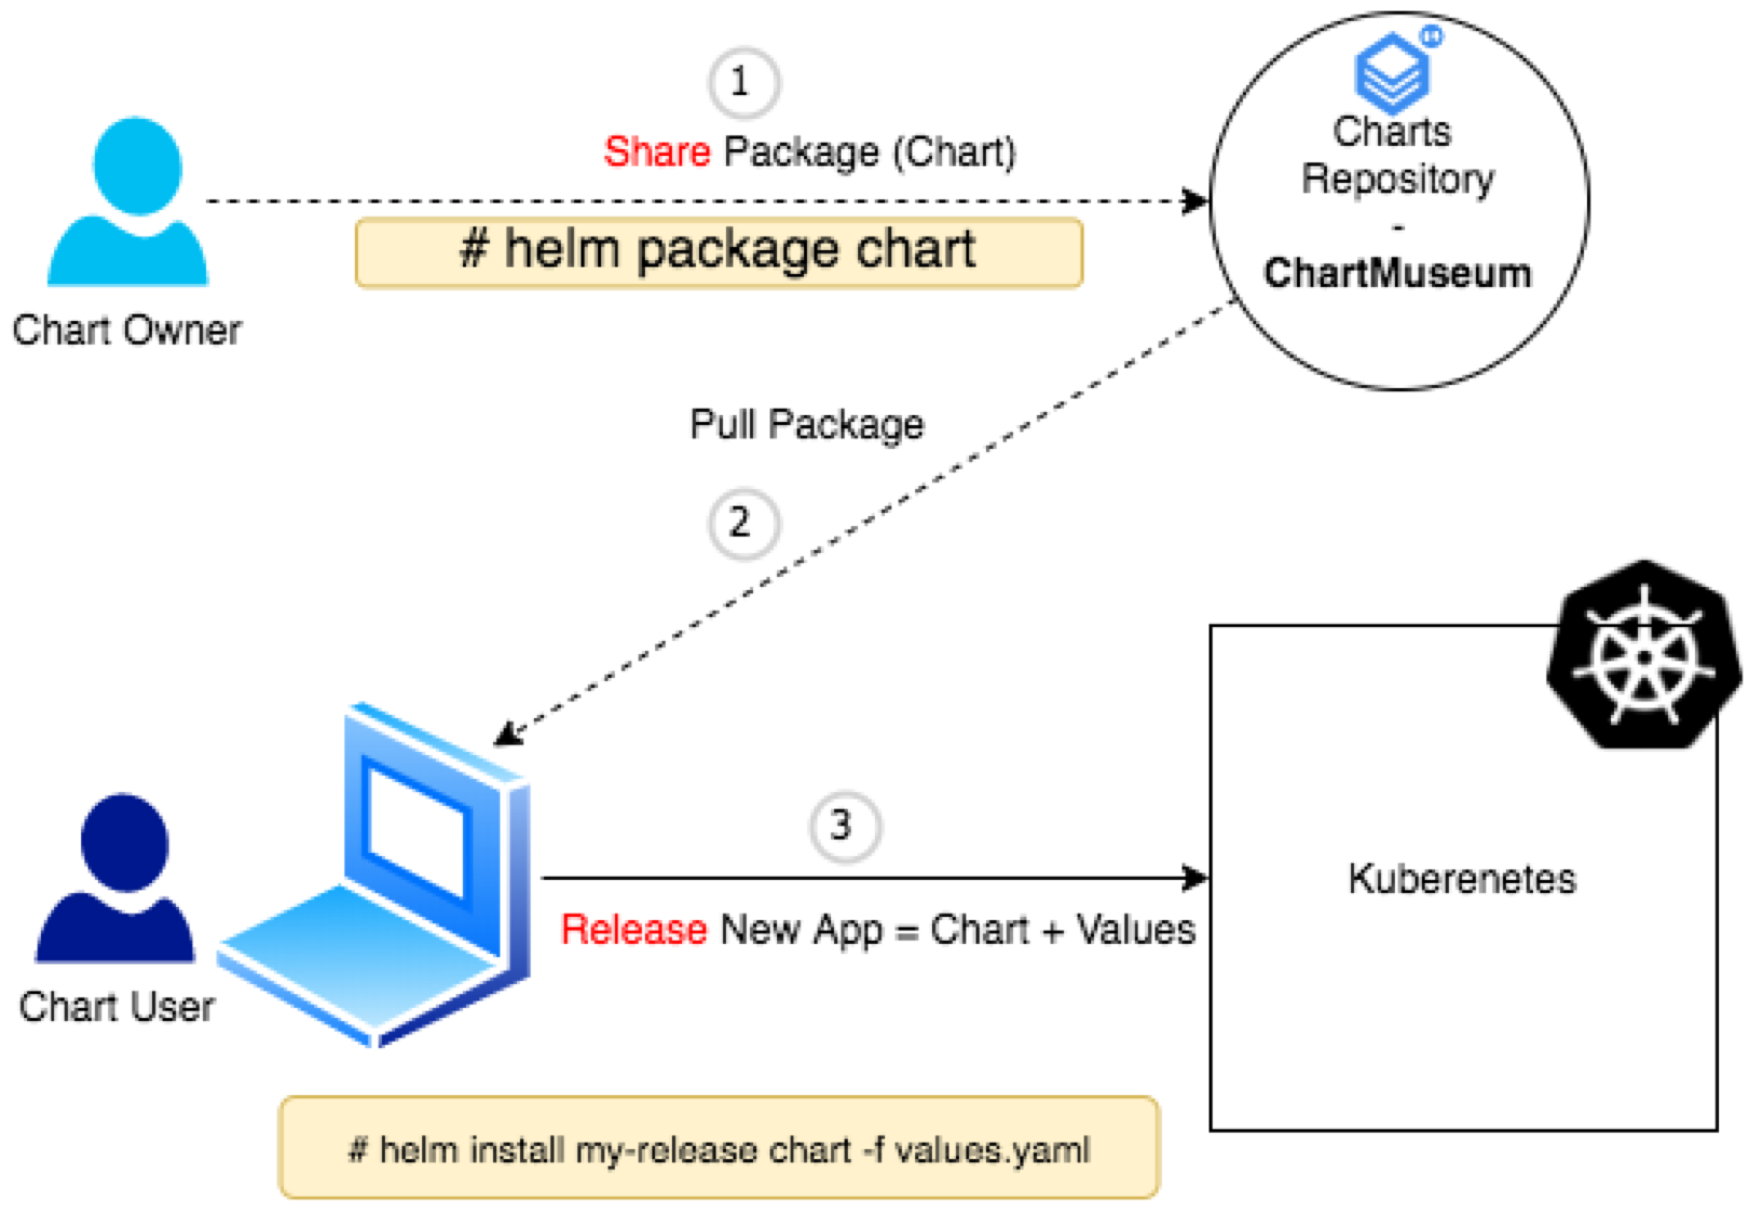 1
Share Package (Chart)
# helm package chart
Chart Owner
Charts
Repository
-
ChartMuseum
Pull Package
2
3
Release New App = Chart + Values
Kuberenetes
Chart User
# helm install my-release chart -f values.yaml